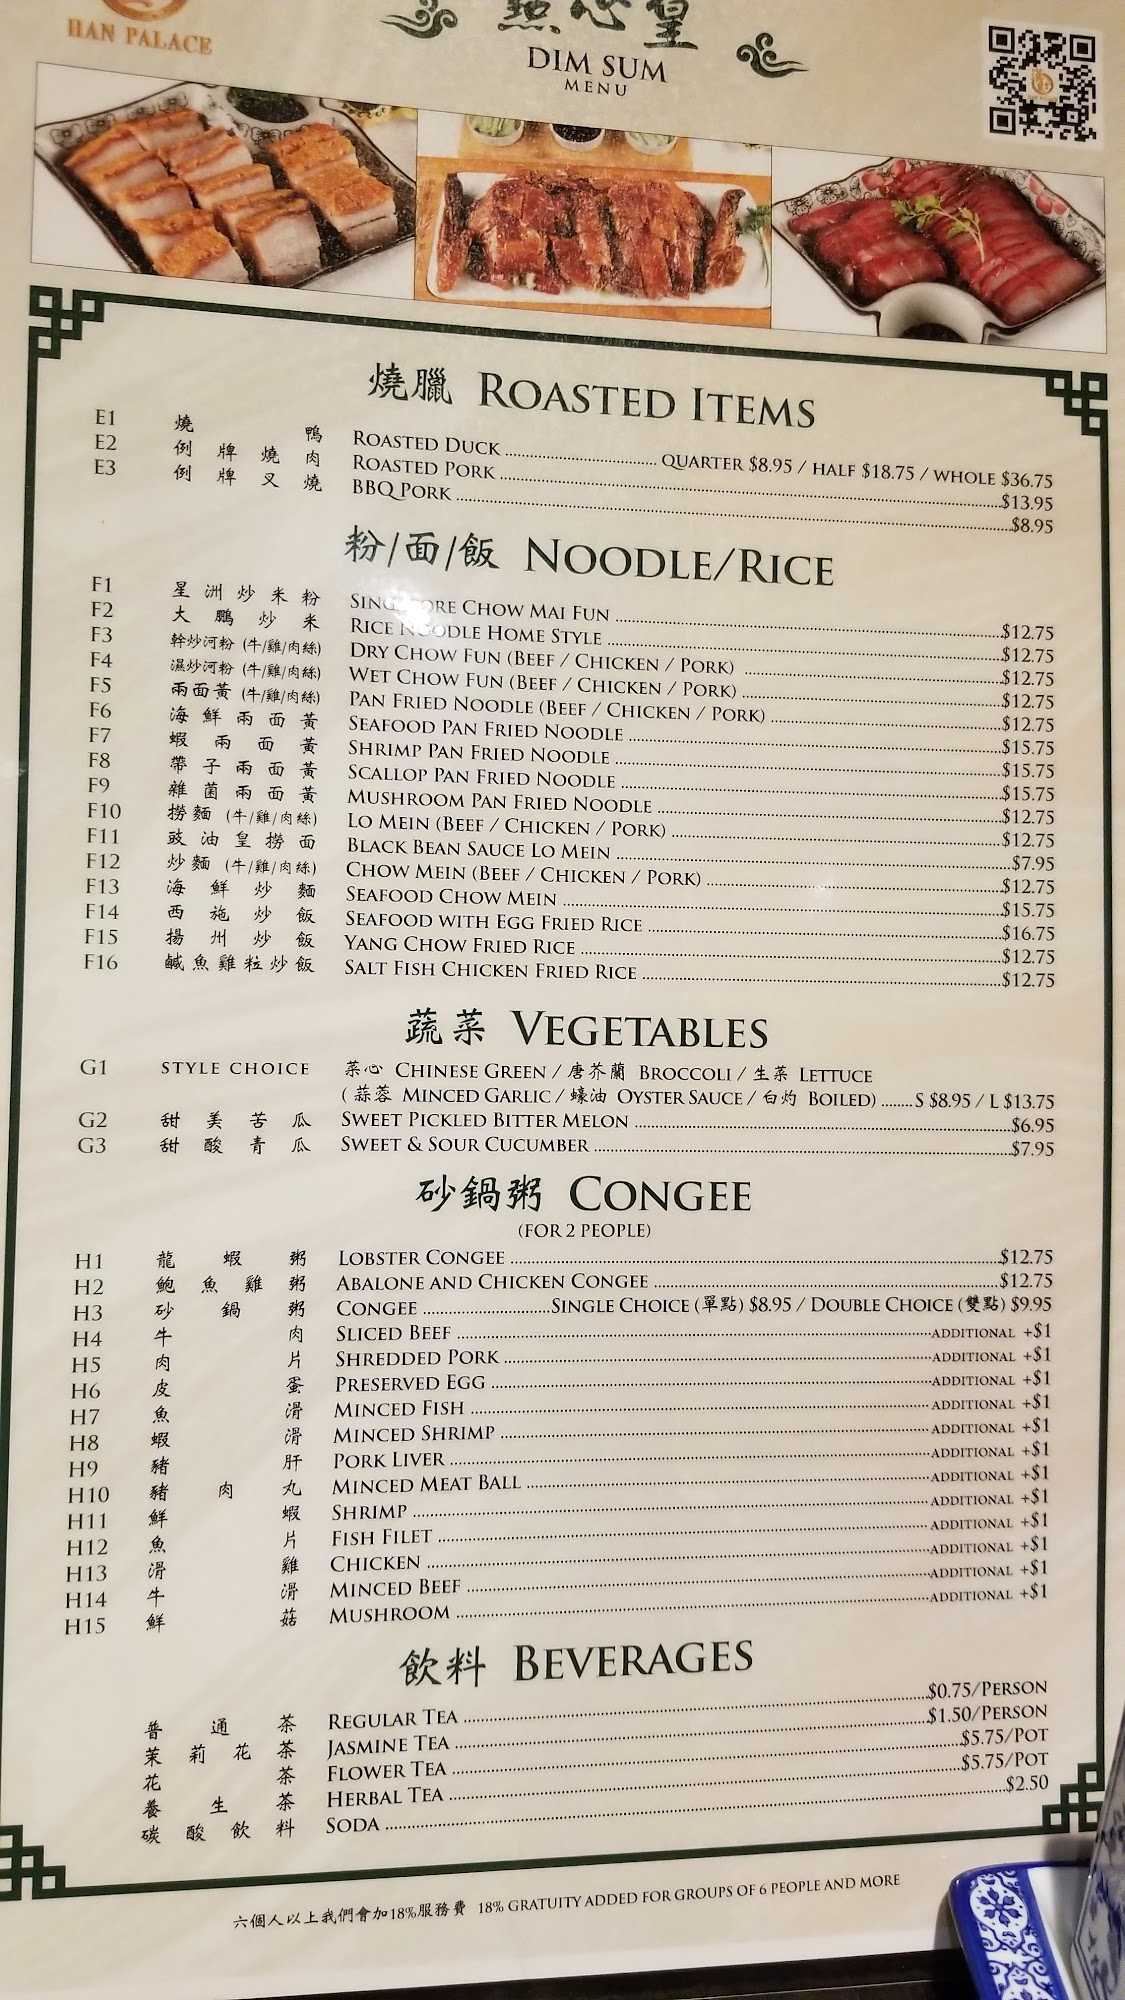 HAN PALACE
點心皇
DIM SUM
MENU
燒臘 ROASTED ITEMS
E1 燒鴨 ROASTED DUCK QUARTER $8.95 / HALF $18.75 / WHOLE $36.75
E2 例牌燒肉 ROASTED PORK $13.95
E3 例牌叉燒 BBQ PORK $8.95
粉/面/飯 NOODLE/RICE
F1 星洲炒米粉 SINGAPORE CHOW MAI FUN $12.75
F2 大鵬炒米 RICE NOODLE HOME STYLE $12.75
F3 幹炒河粉 (牛/雞/肉絲) DRY CHOW FUN (BEEF / CHICKEN / PORK) $12.75
F4 濕炒河粉 (牛/雞/肉絲) WET CHOW FUN (BEEF / CHICKEN / PORK) $12.75
F5 兩面黃 (牛/雞/肉絲) PAN FRIED NOODLE (BEEF / CHICKEN / PORK) $12.75
F6 海鮮兩面黃 SEAFOOD PAN FRIED NOODLE $15.75
F7 蝦兩面黃 SHRIMP PAN FRIED NOODLE $15.75
F8 帶子兩面黃 SCALLOP PAN FRIED NOODLE $15.75
F9 雜菌兩面黃 MUSHROOM PAN FRIED NOODLE $12.75
F10 撈麵 (牛/雞/肉絲) LO MEIN (BEEF / CHICKEN / PORK) $12.75
F11 豉油皇撈面 BLACK BEAN SAUCE LO MEIN $7.95
F12 炒麵 (牛/雞/肉絲) CHOW MEIN (BEEF / CHICKEN / PORK) $12.75
F13 海鮮炒麵 SEAFOOD CHOW MEIN $15.75
F14 西施炒飯 SEAFOOD WITH EGG FRIED RICE $16.75
F15 揚州炒飯 YANG CHOW FRIED RICE $12.75
F16 鹹魚雞粒炒飯 SALT FISH CHICKEN FRIED RICE $12.75
蔬菜 VEGETABLES
G1 STYLE CHOICE 菜心 CHINESE GREEN / 唐芥蘭 BROCCOLI / 生菜 LETTUCE
(蒜蓉 MINCED GARLIC / 蠔油 OYSTER SAUCE / 白灼 BOILED) S $8.95 / L $13.75
G2 甜美苦瓜 SWEET PICKLED BITTER MELON $6.95
G3 甜酸青瓜 SWEET & SOUR CUCUMBER $7.95
砂鍋粥 CONGEE
(FOR 2 PEOPLE)
H1 龍蝦粥 LOBSTER CONGEE $12.75
H2 鮑魚雞粥 ABALONE AND CHICKEN CONGEE $12.75
H3 砂鍋粥 CONGEE SINGLE CHOICE (單點) $8.95 / DOUBLE CHOICE (雙點) $9.95
H4 牛肉 SLICED BEEF ADDITIONAL +$1
H5 肉片 SHREDDED PORK ADDITIONAL +$1
H6 皮蛋 PRESERVED EGG ADDITIONAL +$1
H7 魚滑 MINCED FISH ADDITIONAL +$1
H8 蝦滑 MINCED SHRIMP ADDITIONAL +$1
H9 豬肝 PORK LIVER ADDITIONAL +$1
H10 豬肉丸 MINCED MEAT BALL ADDITIONAL +$1
H11 鮮蝦 SHRIMP ADDITIONAL +$1
H12 魚片 FISH FILET ADDITIONAL +$1
H13 滑雞 CHICKEN ADDITIONAL +$1
H14 牛滑 MINCED BEEF ADDITIONAL +$1
H15 鮮菇 MUSHROOM ADDITIONAL +$1
飲料 BEVERAGES
普通茶 REGULAR TEA $0.75/PERSON
茉莉花茶 JASMINE TEA $1.50/PERSON
花茶 FLOWER TEA $5.75/POT
養生茶 HERBAL TEA $5.75/POT
碳酸飲料 SODA $2.50
六個人以上我們會加18%服務費 18% GRATUITY ADDED FOR GROUPS OF 6 PEOPLE AND MORE